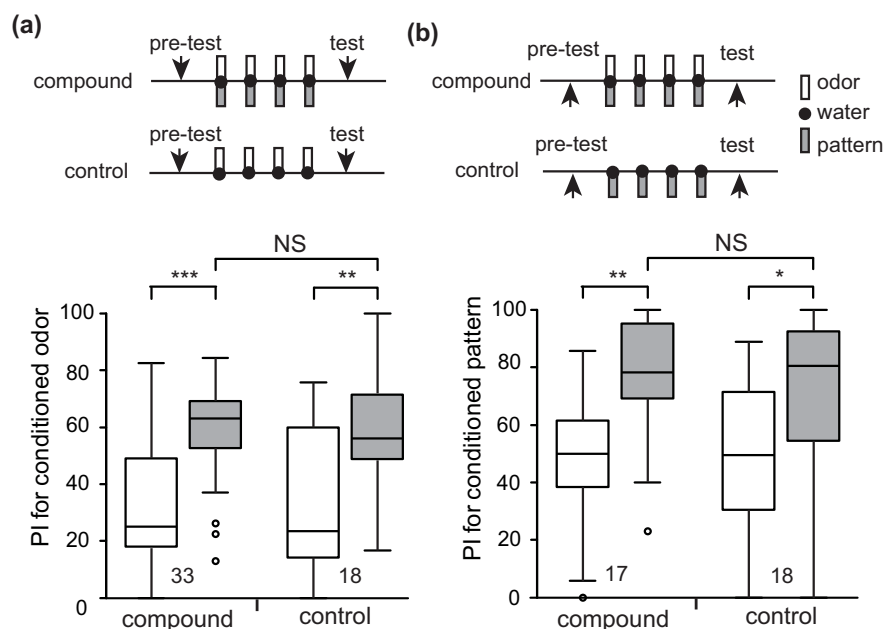 (a)
pre-test test
compound
pre-test test
control
NS
*** **
100
80
60
40
20
0
PI for conditioned odor
33 18
compound control
(b)
pre-test test
compound
pre-test test
control
odor
water
pattern
NS
** *
100
80
60
40
20
0
PI for conditioned pattern
17 18
compound control